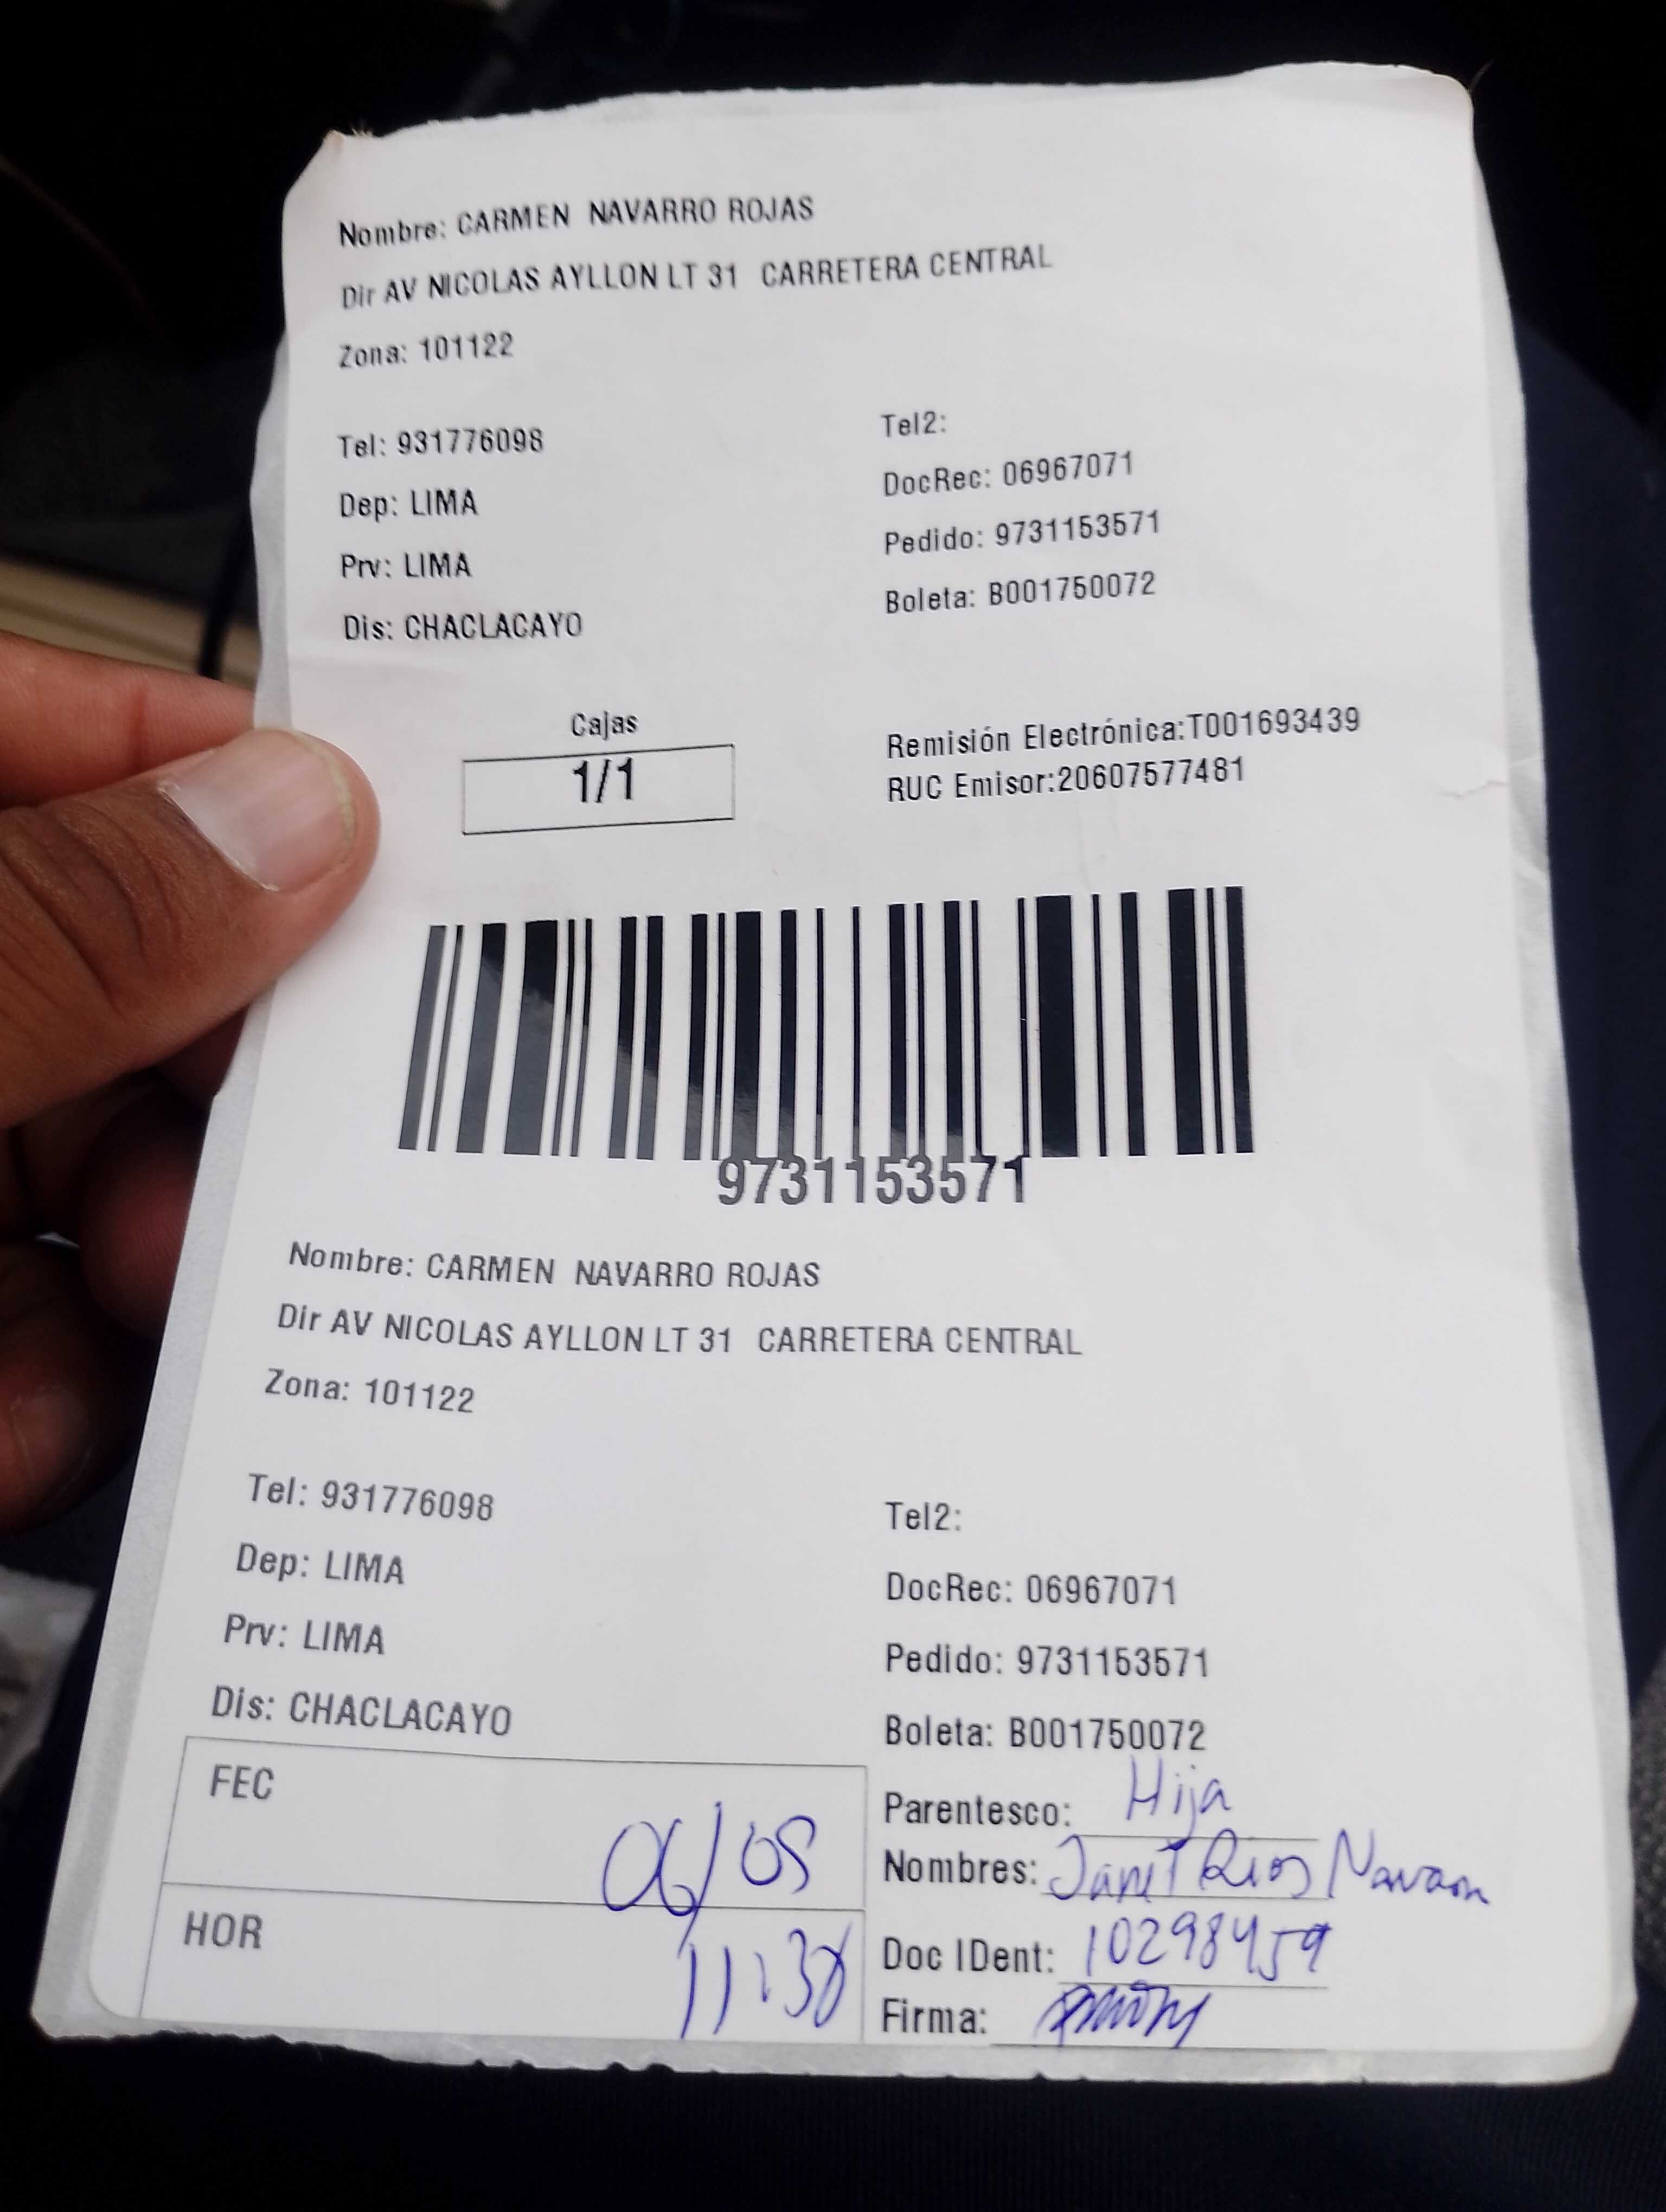 Nombre: CARMEN NAVARRO ROJAS
Dir AV NICOLAS AYLLON LT 31 CARRETERA CENTRAL
Zona: 101122
Tel: 931776098
Tel2:
Dep: LIMA
DocRec: 06967071
Prv: LIMA
Pedido: 9731153571
Dis: CHACLACAYO
Boleta: B001750072
Cajas
1/1
Remisión Electrónica:T001693439
RUC Emisor:20607577481
9731153571
Nombre: CARMEN NAVARRO ROJAS
Dir AV NICOLAS AYLLON LT 31 CARRETERA CENTRAL
Zona: 101122
Tel: 931776098
Tel2:
Dep: LIMA
DocRec: 06967071
Prv: LIMA
Pedido: 9731153571
Dis: CHACLACAYO
Boleta: B001750072
FEC 06/05
Parentesco: Hija
Nombres: Janet Rios
HOR
Doc IDent: 10298459
Firma: